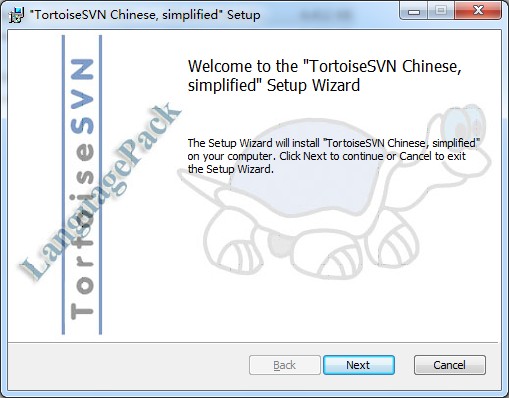 "TortoiseSVN Chinese, simplified" Setup
Welcome to the "TortoiseSVN Chinese,
simplified" Setup Wizard
The Setup Wizard will install "TortoiseSVN Chinese, simplified"
on your computer. Click Next to continue or Cancel to exit
the Setup Wizard.
TortoiseSVN
LanguagePack
Back
Next
Cancel